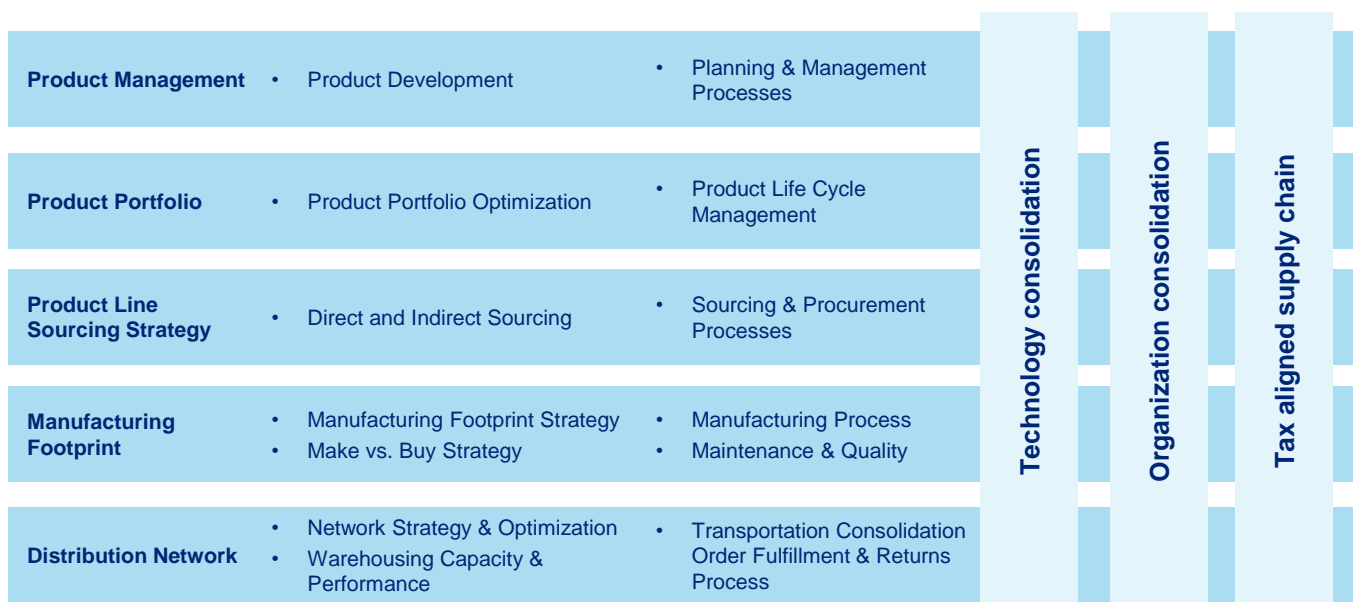 Product Management
• Product Development
• Planning & Management
Processes
Product Portfolio
• Product Portfolio Optimization
• Product Life Cycle
Management
Product Line
Sourcing Strategy
• Direct and Indirect Sourcing
• Sourcing & Procurement
Processes
Manufacturing
Footprint
• Manufacturing Footprint Strategy
• Make vs. Buy Strategy
• Manufacturing Process
• Maintenance & Quality
Distribution Network
• Network Strategy & Optimization
• Warehousing Capacity &
Performance
• Transportation Consolidation
Order Fulfillment & Returns
Process
Technology consolidation
Organization consolidation
Tax aligned supply chain